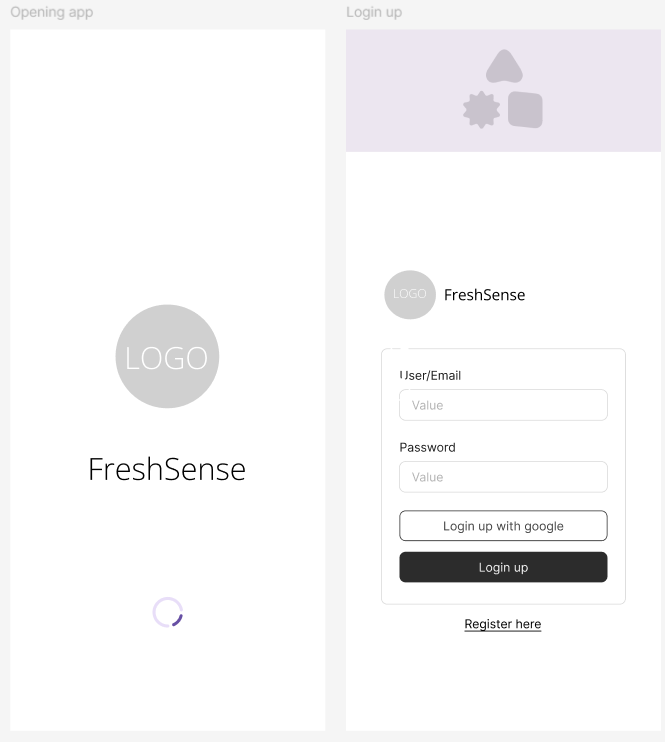 Opening app
LOGO
FreshSense
Login up
LOGO
FreshSense
User/Email
Value
Password
Value
Login up with google
Login up
Register here